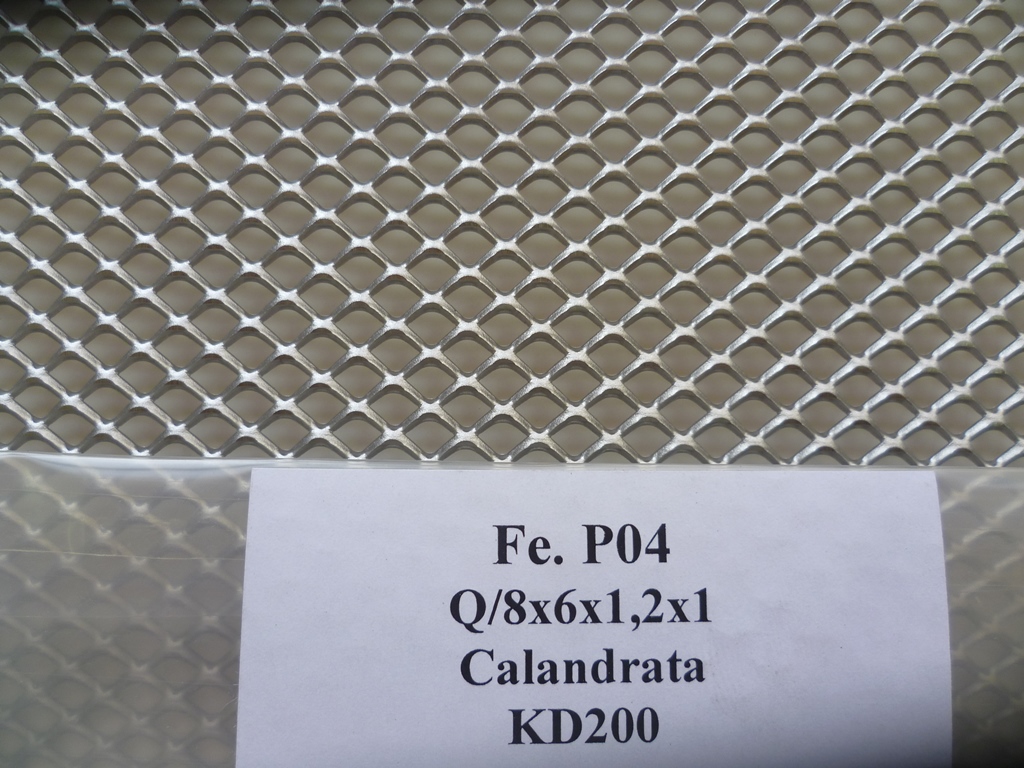 Fe. P04
Q/8x6x1,2x1
Calandrata
KD200